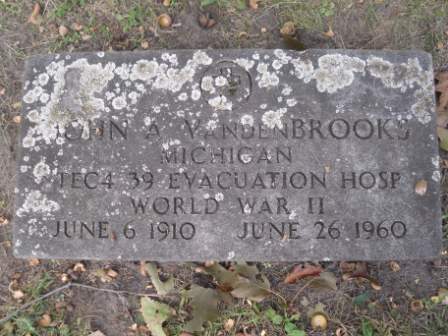 JOHN A VANDENBROOKS
MICHIGAN
TEC4 39 EVACUATION HOSP
WORLD WAR II
JUNE 6 1910 JUNE 26 1960